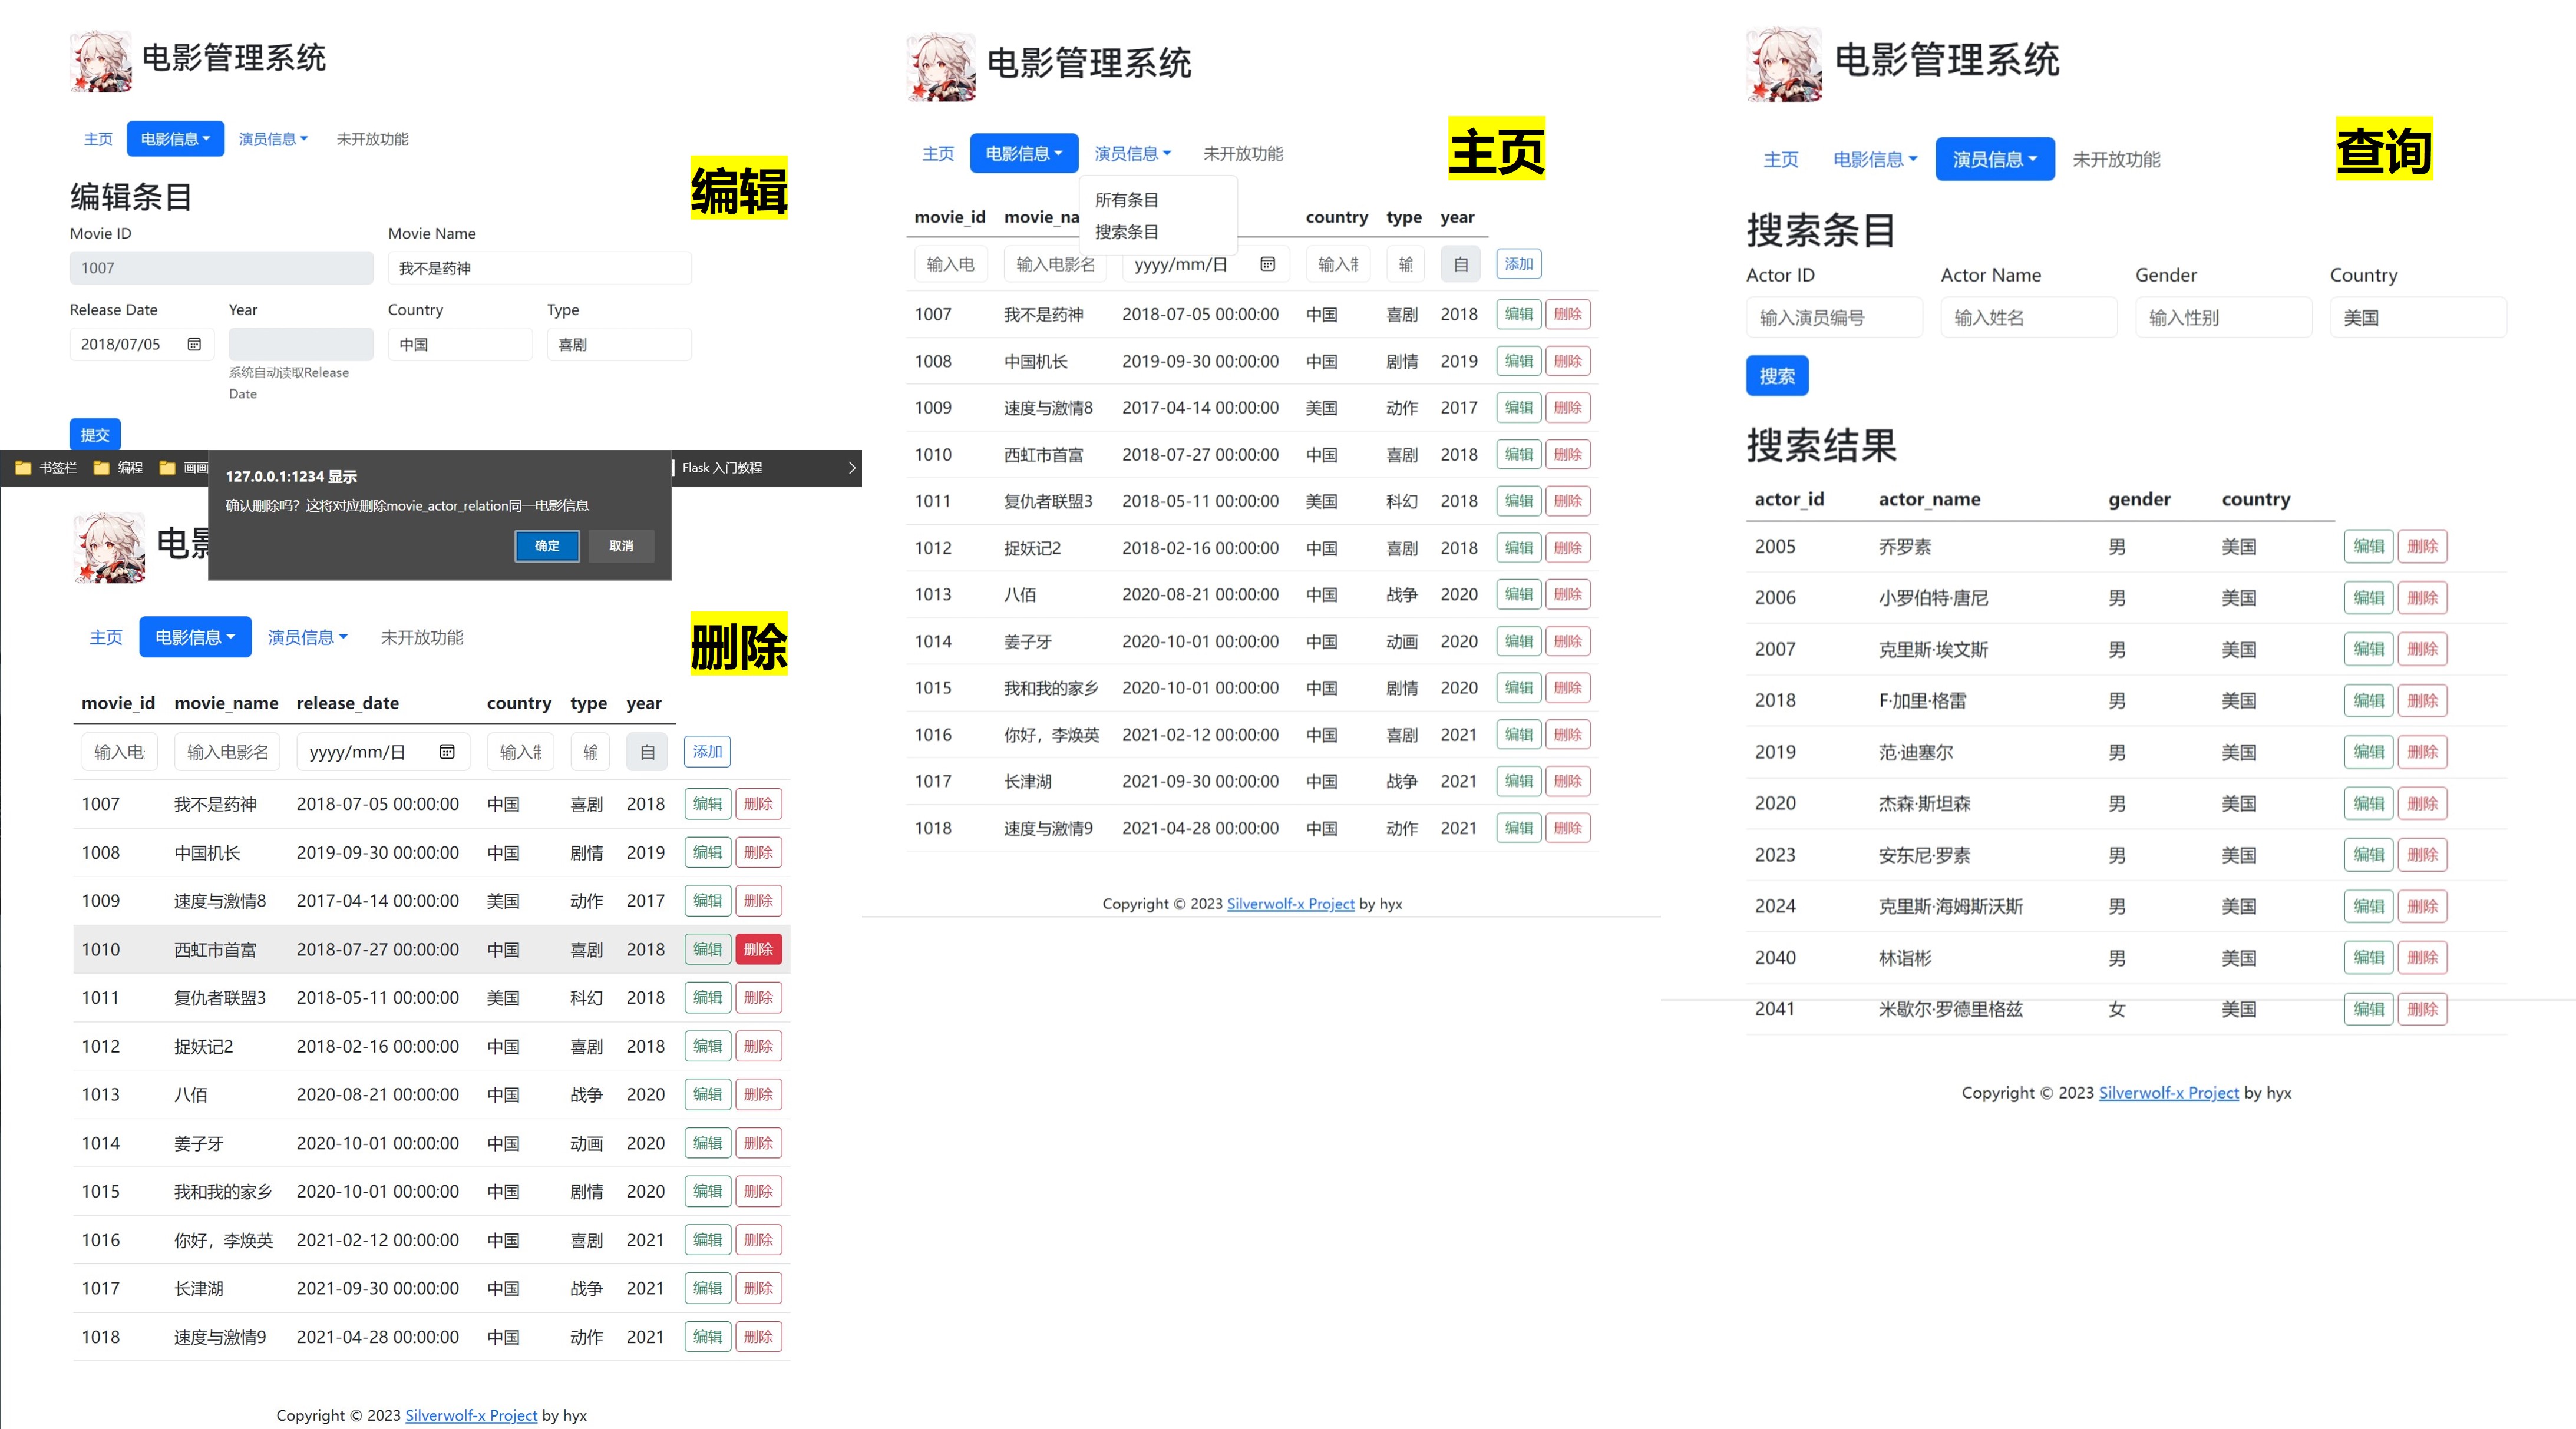 电影管理系统
主页 电影信息 演员信息 未开放功能
编辑
编辑条目
Movie ID Movie Name
1007 我不是药神
Release Date Year Country Type
2018/07/05 中国 喜剧
系统自动读取Release
Date
提交
书签栏 编程 画画 Flask 入门教程
127.0.0.1:1234 显示
确认删除吗？这将对应删除movie_actor_relation同一电影信息
确定 取消
主页 电影信息 演员信息 未开放功能
删除
movie_id movie_name release_date country type year
输入电 输入电影名 yyyy/mm/日 输入 输 自 添加
1007 我不是药神 2018-07-05 00:00:00 中国 喜剧 2018 编辑 删除
1008 中国机长 2019-09-30 00:00:00 中国 剧情 2019 编辑 删除
1009 速度与激情8 2017-04-14 00:00:00 美国 动作 2017 编辑 删除
1010 西虹市首富 2018-07-27 00:00:00 中国 喜剧 2018 编辑 删除
1011 复仇者联盟3 2018-05-11 00:00:00 美国 科幻 2018 编辑 删除
1012 捉妖记2 2018-02-16 00:00:00 中国 喜剧 2018 编辑 删除
1013 八佰 2020-08-21 00:00:00 中国 战争 2020 编辑 删除
1014 姜子牙 2020-10-01 00:00:00 中国 动画 2020 编辑 删除
1015 我和我的家乡 2020-10-01 00:00:00 中国 剧情 2020 编辑 删除
1016 你好，李焕英 2021-02-12 00:00:00 中国 喜剧 2021 编辑 删除
1017 长津湖 2021-09-30 00:00:00 中国 战争 2021 编辑 删除
1018 速度与激情9 2021-04-28 00:00:00 中国 动作 2021 编辑 删除
Copyright © 2023 Silverwolf-x Project by hyx
电影管理系统
主页 电影信息 演员信息 未开放功能
主页
所有条目
搜索条目
movie_id movie_na country type year
输入电 输入电影名 yyyy/mm/日 输入 输 自 添加
1007 我不是药神 2018-07-05 00:00:00 中国 喜剧 2018 编辑 删除
1008 中国机长 2019-09-30 00:00:00 中国 剧情 2019 编辑 删除
1009 速度与激情8 2017-04-14 00:00:00 美国 动作 2017 编辑 删除
1010 西虹市首富 2018-07-27 00:00:00 中国 喜剧 2018 编辑 删除
1011 复仇者联盟3 2018-05-11 00:00:00 美国 科幻 2018 编辑 删除
1012 捉妖记2 2018-02-16 00:00:00 中国 喜剧 2018 编辑 删除
1013 八佰 2020-08-21 00:00:00 中国 战争 2020 编辑 删除
1014 姜子牙 2020-10-01 00:00:00 中国 动画 2020 编辑 删除
1015 我和我的家乡 2020-10-01 00:00:00 中国 剧情 2020 编辑 删除
1016 你好，李焕英 2021-02-12 00:00:00 中国 喜剧 2021 编辑 删除
1017 长津湖 2021-09-30 00:00:00 中国 战争 2021 编辑 删除
1018 速度与激情9 2021-04-28 00:00:00 中国 动作 2021 编辑 删除
Copyright © 2023 Silverwolf-x Project by hyx
电影管理系统
主页 电影信息 演员信息 未开放功能
查询
搜索条目
Actor ID Actor Name Gender Country
输入演员编号 输入姓名 输入性别 美国
搜索
搜索结果
actor_id actor_name gender country
2005 乔罗素 男 美国 编辑 删除
2006 小罗伯特·唐尼 男 美国 编辑 删除
2007 克里斯·埃文斯 男 美国 编辑 删除
2018 F·加里·格雷 男 美国 编辑 删除
2019 范·迪塞尔 男 美国 编辑 删除
2020 杰森·斯坦森 男 美国 编辑 删除
2023 安东尼·罗素 男 美国 编辑 删除
2024 克里斯·海姆斯沃斯 男 美国 编辑 删除
2040 林诣彬 男 美国 编辑 删除
2041 米歇尔·罗德里格兹 女 美国 编辑 删除
Copyright © 2023 Silverwolf-x Project by hyx